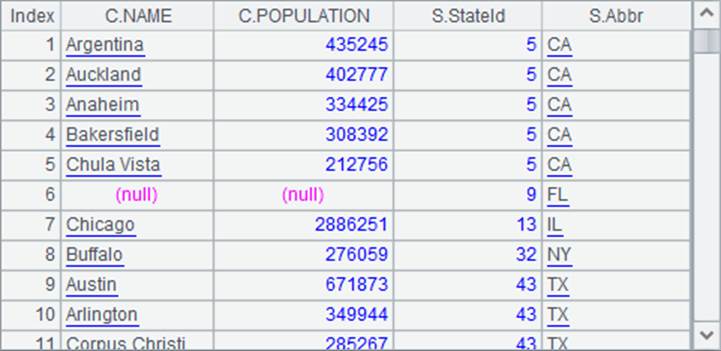 Index C.NAME C.POPULATION S.StateId S.Abbr
1 Argentina 435245 5 CA
2 Auckland 402777 5 CA
3 Anaheim 334425 5 CA
4 Bakersfield 308392 5 CA
5 Chula Vista 212756 5 CA
6 (null) (null) 9 FL
7 Chicago 2886251 13 IL
8 Buffalo 276059 32 NY
9 Austin 671873 43 TX
10 Arlington 349944 43 TX
11 Corpus Christi 285267 43 TX